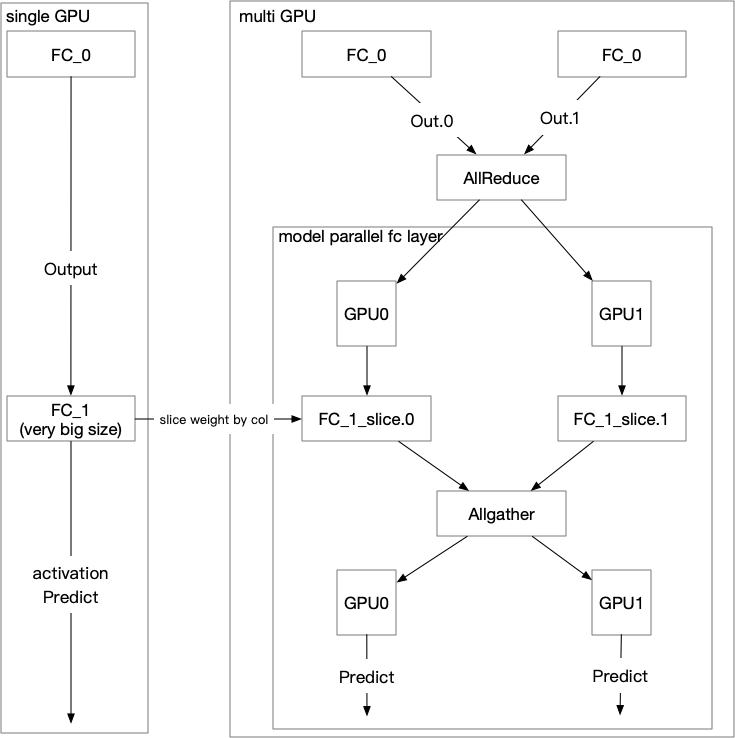 single GPU
FC_0
Output
FC_1
(very big size)
activation
Predict
slice weight by col
multi GPU
FC_0
FC_0
Out.0
Out.1
AllReduce
model parallel fc layer
GPU0
GPU1
FC_1_slice.0
FC_1_slice.1
Allgather
GPU0
GPU1
Predict
Predict